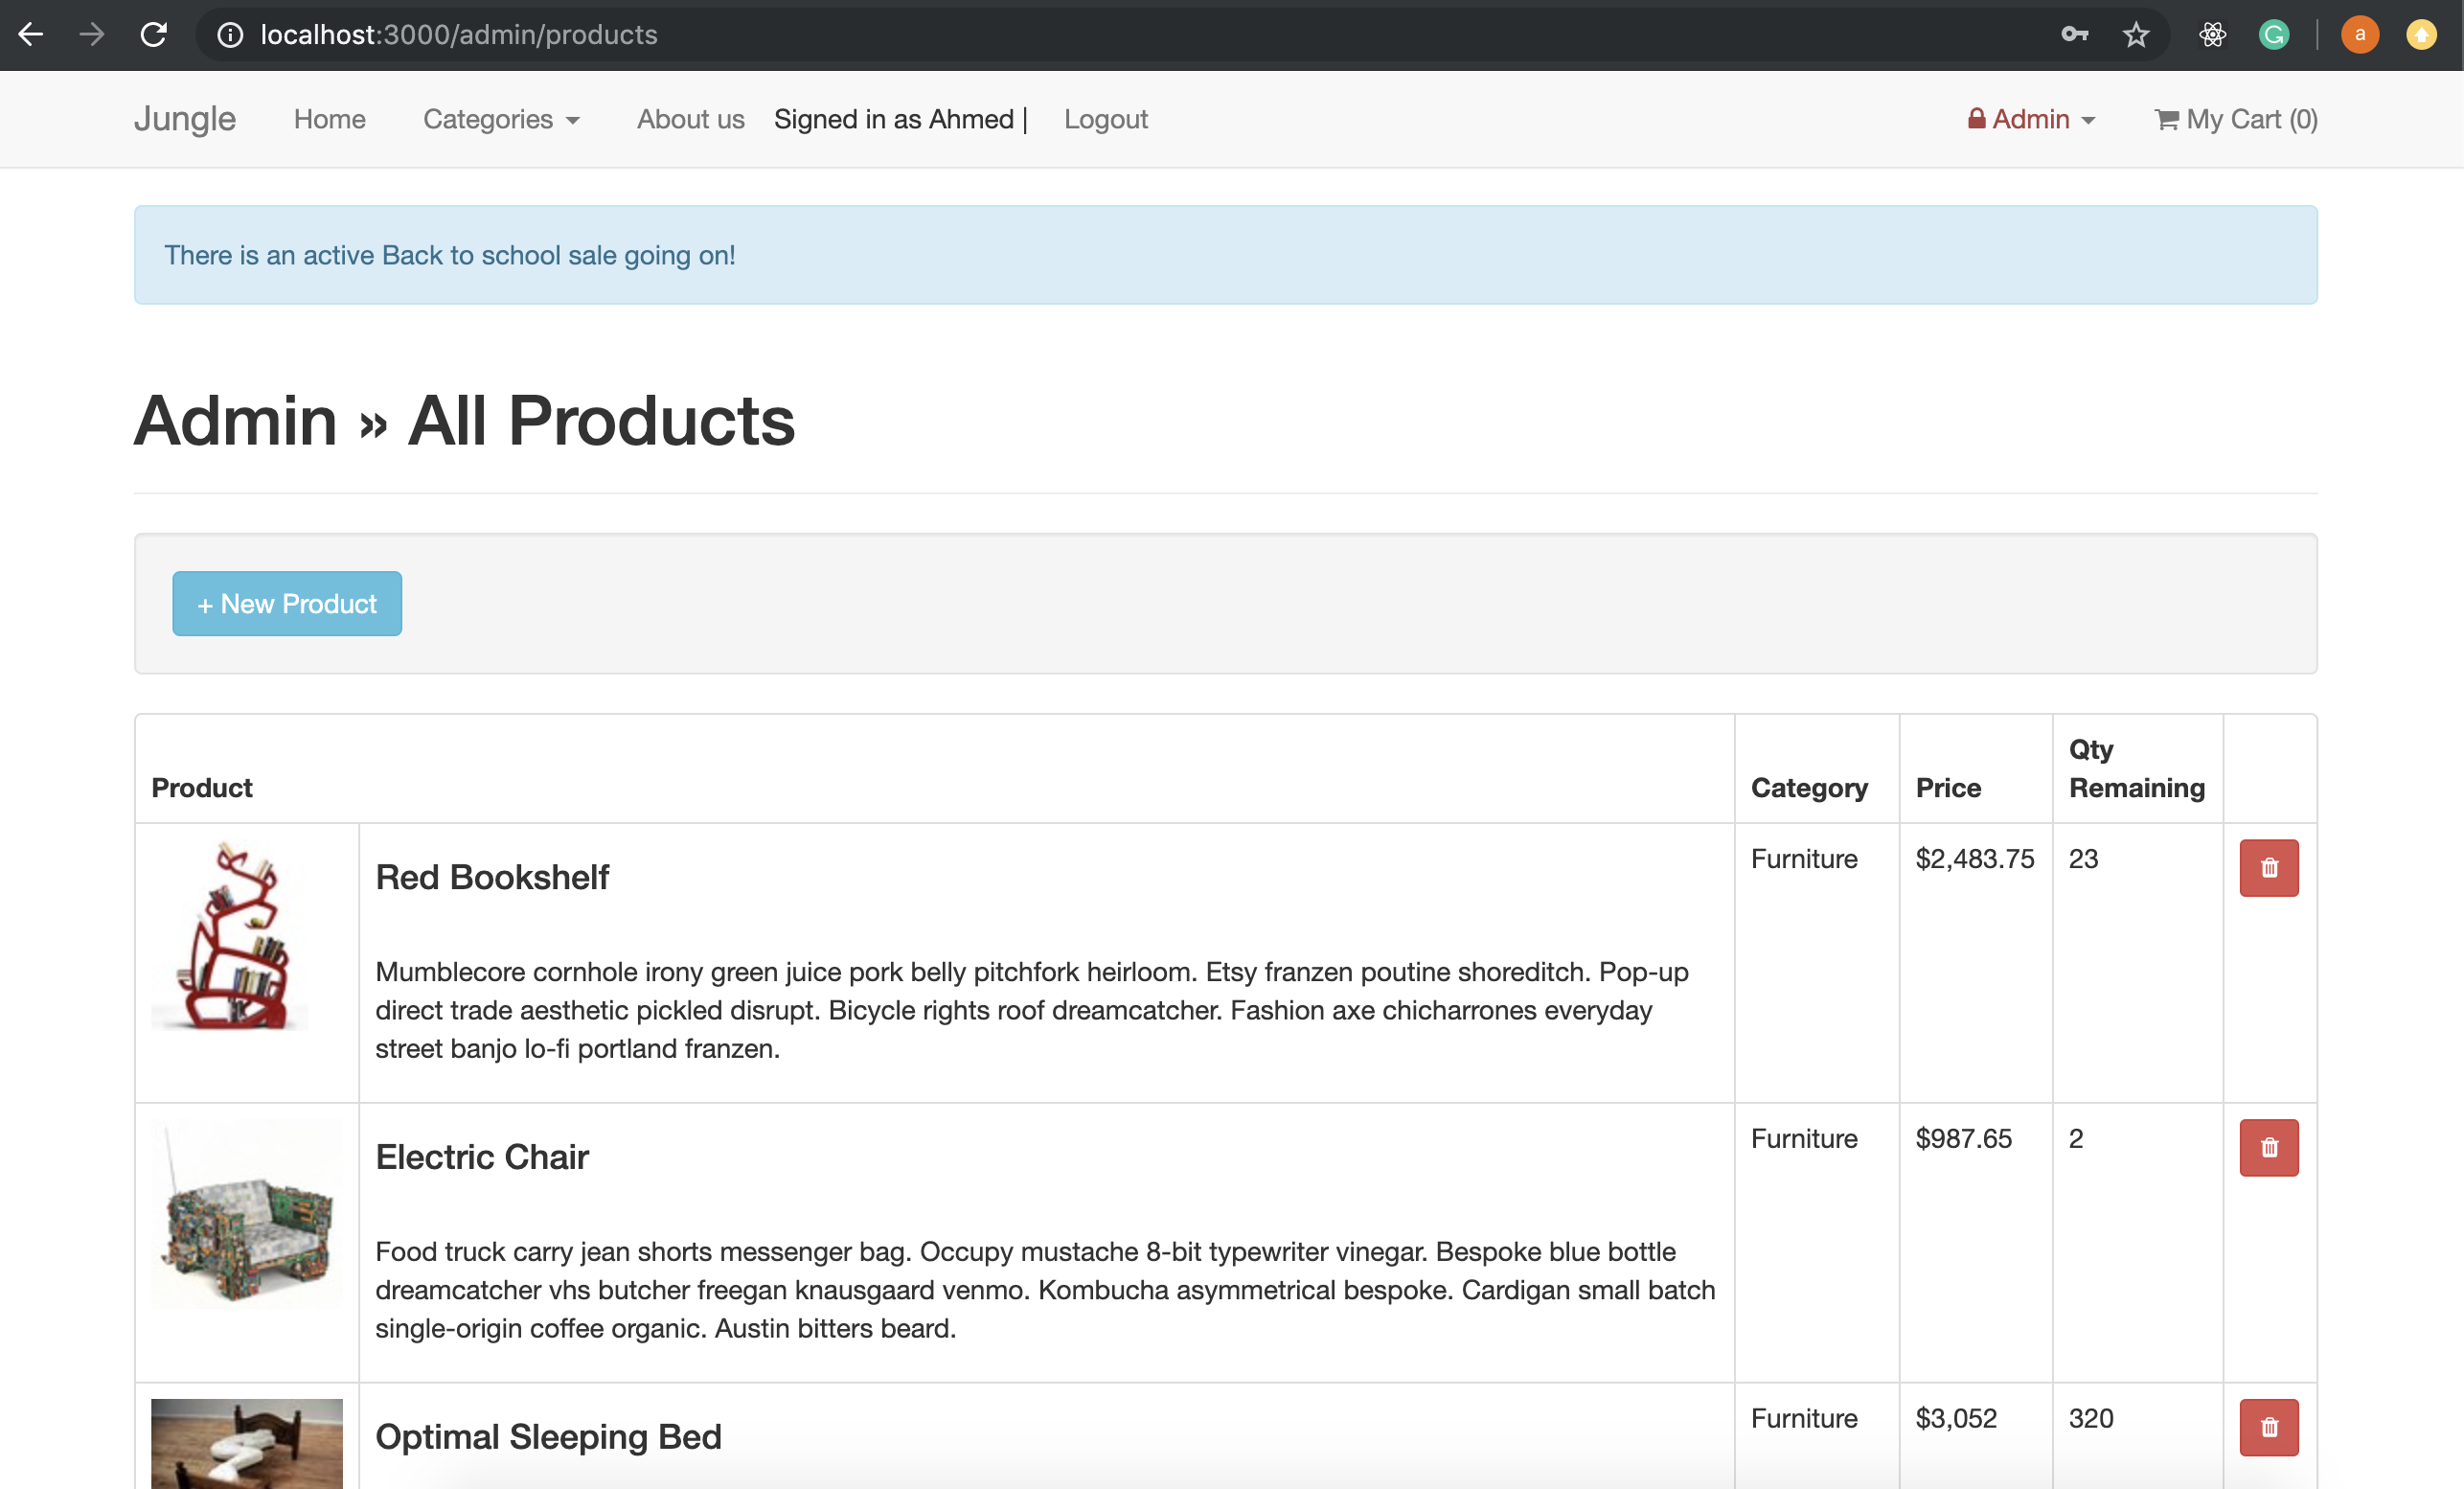 localhost:3000/admin/products
a
Jungle Home Categories About us Signed in as Ahmed | Logout Admin My Cart (0)
There is an active Back to school sale going on!
Admin » All Products
+ New Product
Product Category Price Qty Remaining
Red Bookshelf Furniture $2,483.75 23
Mumblecore cornhole irony green juice pork belly pitchfork heirloom. Etsy franzen poutine shoreditch. Pop-up
direct trade aesthetic pickled disrupt. Bicycle rights roof dreamcatcher. Fashion axe chicharrones everyday
street banjo lo-fi portland franzen.
Electric Chair Furniture $987.65 2
Food truck carry jean shorts messenger bag. Occupy mustache 8-bit typewriter vinegar. Bespoke blue bottle
dreamcatcher vhs butcher freegan knausgaard venmo. Kombucha asymmetrical bespoke. Cardigan small batch
single-origin coffee organic. Austin bitters beard.
Optimal Sleeping Bed Furniture $3,052 320